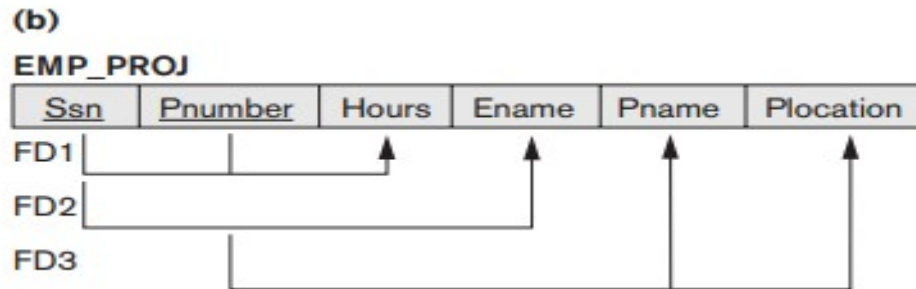 (b)
EMP_PROJ
Ssn Pnumber Hours Ename Pname Plocation
FD1
FD2
FD3